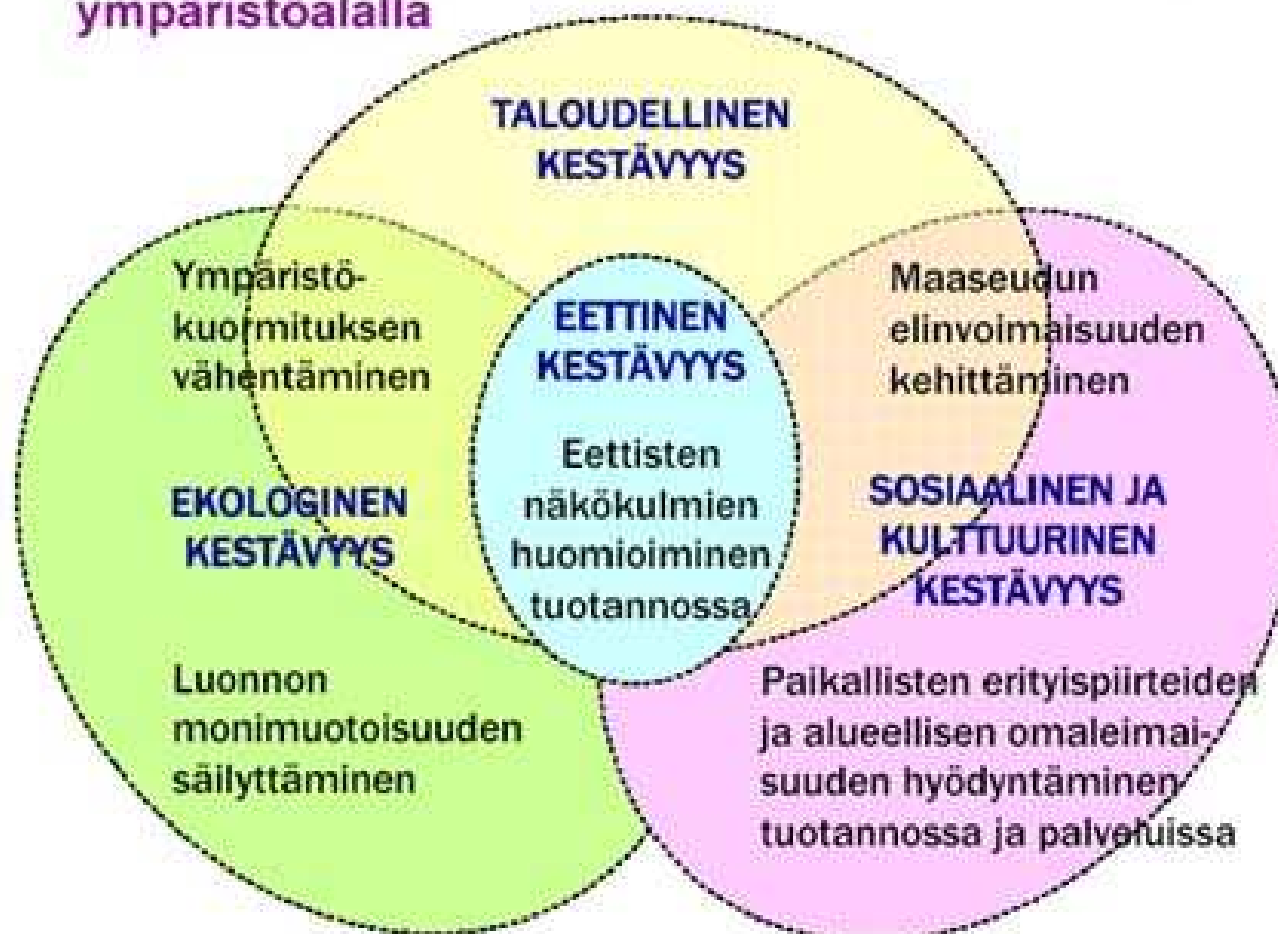 ympäristöalalla
TALOUDELLINEN
KESTÄVYYS
Ympäristö-
kuormituksen
vähentäminen
EETTINEN
KESTÄVYYS
Eettisten
näkökulmien
huomioiminen
tuotannossa
Maaseudun
elinvoimaisuuden
kehittäminen
EKOLOGINEN
KESTÄVYYS
SOSIAALINEN JA
KULTTUURINEN
KESTÄVYYS
Luonnon
monimuotoisuuden
säilyttäminen
Paikallisten erityispiirteiden
ja alueellisen omaleimai-
suuden hyödyntäminen
tuotannossa ja palveluissa